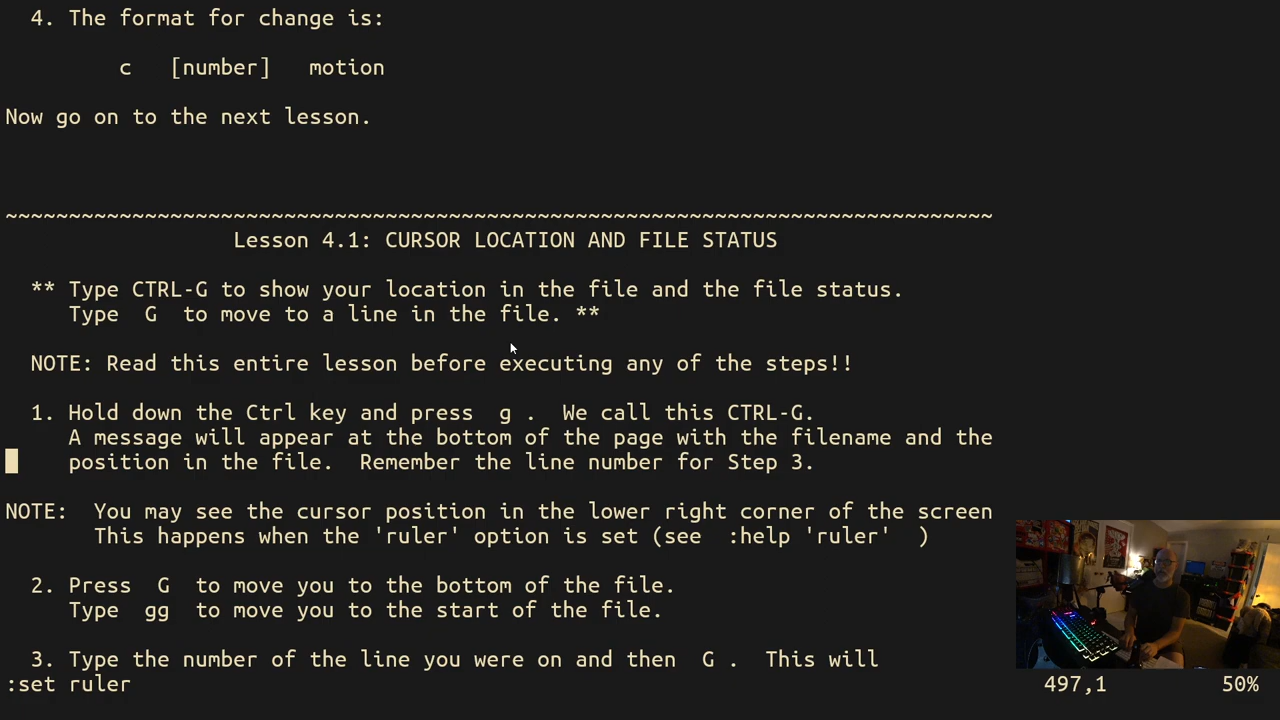 4. The format for change is:
c   [number]   motion
Now go on to the next lesson.
~~~~~~~~~~~~~~~~~~~~~~~~~~~~~~~~~~~~~~~~~~~~~~~~~~~~~~~~~~~~~~~~~~~~~~~~~~~~~~
Lesson 4.1: CURSOR LOCATION AND FILE STATUS
** Type CTRL-G to show your location in the file and the file status.
Type  G  to move to a line in the file. **
NOTE: Read this entire lesson before executing any of the steps!!
1. Hold down the Ctrl key and press  g .  We call this CTRL-G.
A message will appear at the bottom of the page with the filename and the
position in the file.  Remember the line number for Step 3.
NOTE:  You may see the cursor position in the lower right corner of the screen
This happens when the 'ruler' option is set (see  :help 'ruler'  )
2. Press  G  to move you to the bottom of the file.
Type  gg  to move you to the start of the file.
3. Type the number of the line you were on and then  G .  This will
:set ruler 497,1 50%